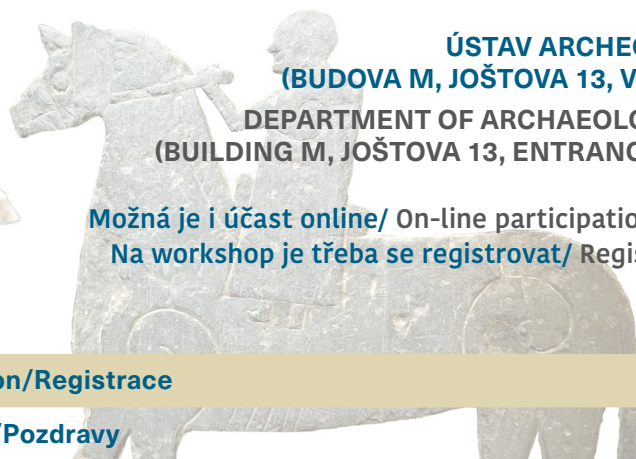 ÚSTAV ARCHEO
(BUDOVA M, JOŠTOVA 13, V
DEPARTMENT OF ARCHAEOLO
(BUILDING M, JOŠTOVA 13, ENTRANC
Možná je i účast online/ On-line participatio
Na workshop je třeba se registrovat/ Regis
on/Registrace
/Pozdravy